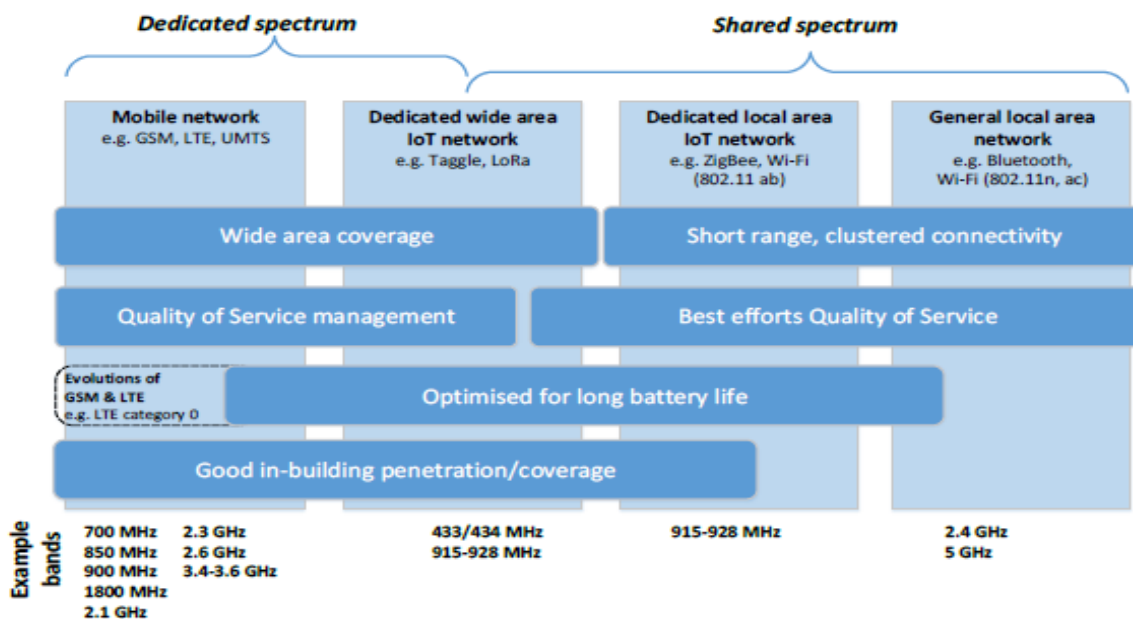 Dedicated spectrum
Shared spectrum
Mobile network
e.g. GSM, LTE, UMTS
Dedicated wide area
IoT network
e.g. Taggle, LoRa
Dedicated local area
IoT network
e.g. ZigBee, Wi-Fi
(802.11 ab)
General local area
network
e.g. Bluetooth,
Wi-Fi (802.11n, ac)
Wide area coverage
Short range, clustered connectivity
Quality of Service management
Best efforts Quality of Service
Evolutions of
GSM & LTE
e.g. LTE category 0
Optimised for long battery life
Good in-building penetration/coverage
Example
bands
700 MHz
850 MHz
900 MHz
1800 MHz
2.1 GHz
2.3 GHz
2.6 GHz
3.4-3.6 GHz
433/434 MHz
915-928 MHz
915-928 MHz
2.4 GHz
5 GHz